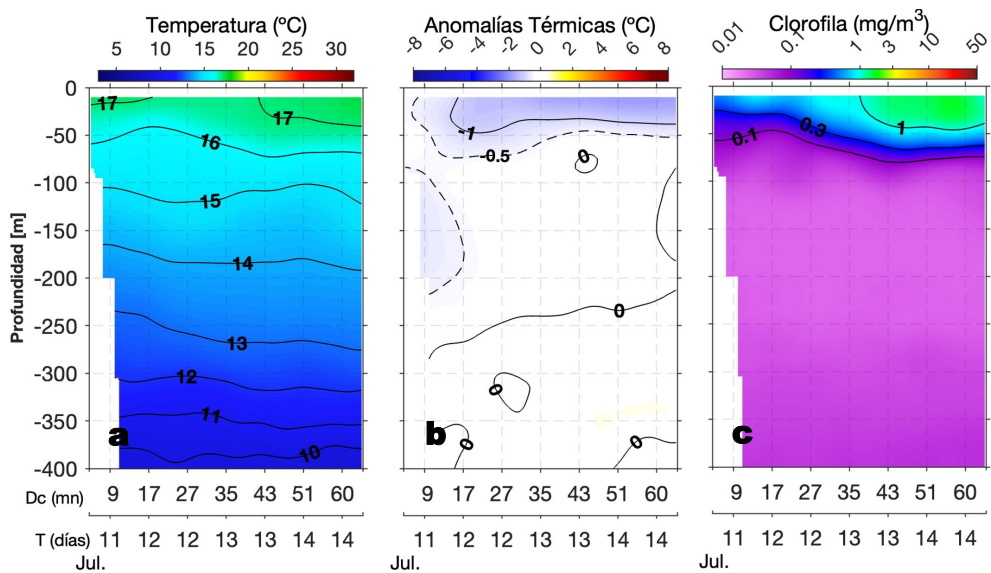 Temperatura (ºC)
5 10 15 20 25 30
Anomalías Térmicas (ºC)
-8 -6 -4 -2 0 2 4 6 8
Clorofila (mg/m³)
0.01 0.1 1 3 10 50
Profundidad [m]
0
-50
-100
-150
-200
-250
-300
-350
-400
17 17
16
15
14
13
12
11
10
a
-1
-0.5
0
0
0
0 0
b
0.1 0.3 1
c
Dc (mn) 9 17 27 35 43 51 60
9 17 27 35 43 51 60
9 17 27 35 43 51 60
T (días) 11 12 12 13 13 14 14
11 12 12 13 13 14 14
11 12 12 13 13 14 14
Jul.
Jul.
Jul.